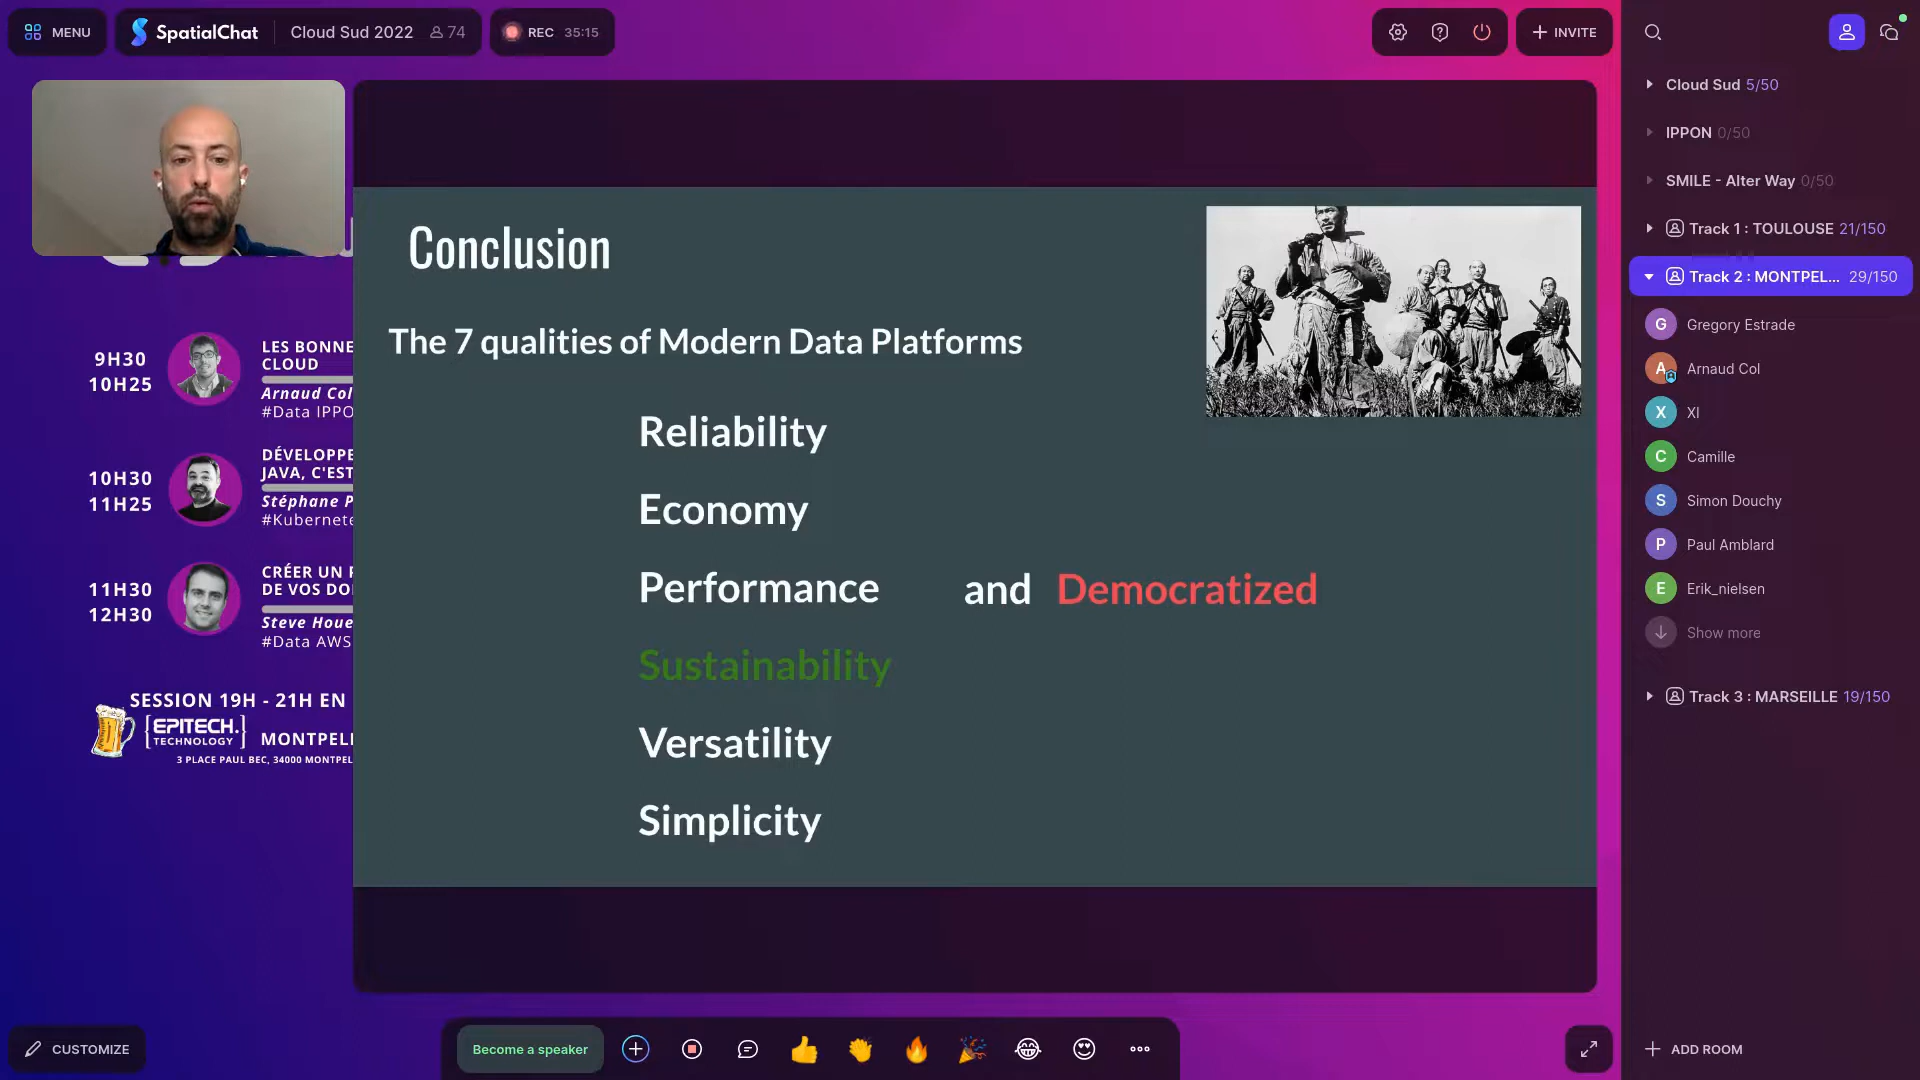 MENU
SpatialChat
Cloud Sud 2022
74
REC 35:15
INVITE
9H30
10H25
LES BONNE
CLOUD
Arnaud Col
#Data IPPO
10H30
11H25
DÉVELOPPE
JAVA, C'EST
Stéphane P
#Kubernete
11H30
12H30
CRÉER UN
DE VOS DO
Steve Houe
#Data AWS
SESSION 19H - 21H EN
[EPITECH.]
TECHNOLOGY
MONTPEL
3 PLACE PAUL BEC, 34000 MONTPEL
Conclusion
The 7 qualities of Modern Data Platforms
Reliability
Economy
Performance and Democratized
Sustainability
Versatility
Simplicity
Cloud Sud 5/50
IPPON 0/50
SMILE - Alter Way 0/50
Track 1 : TOULOUSE 21/150
Track 2 : MONTPEL... 29/150
G Gregory Estrade
A Arnaud Col
X XI
C Camille
S Simon Douchy
P Paul Amblard
E Erik_nielsen
Show more
Track 3 : MARSEILLE 19/150
CUSTOMIZE
Become a speaker
ADD ROOM